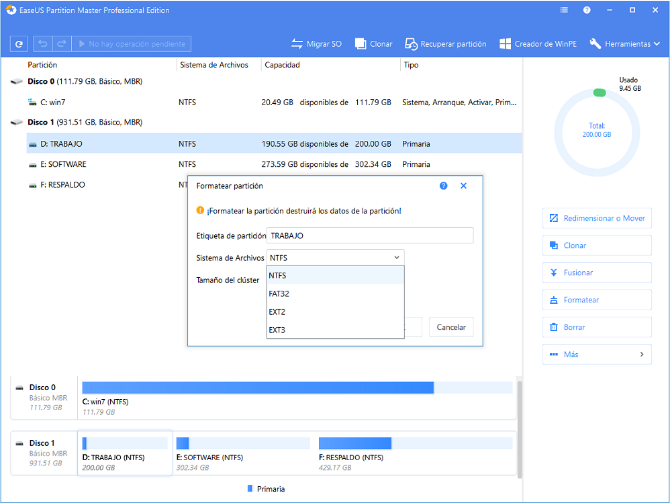 EaseUS Partition Master Professional Edition
No hay operación pendiente
Migrar SO
Clonar
Recuperar partición
Creador de WinPE
Herramientas
Partición Sistema de Archivos Capacidad Tipo
Disco 0 (111.79 GB, Básico, MBR)
C: win7 NTFS 20.49 GB disponibles de 111.79 GB Sistema, Arranque, Activar, Prim...
Disco 1 (931.51 GB, Básico, MBR)
D: TRABAJO NTFS 190.55 GB disponibles de 200.00 GB Primaria
E: SOFTWARE NTFS 273.59 GB disponibles de 302.34 GB Primaria
F: RESPALDO NTFS
Formatear partición
¡Formatear la partición destruirá los datos de la partición!
Etiqueta de partición TRABAJO
Sistema de Archivos NTFS
Tamaño del clúster
NTFS
FAT32
EXT2
EXT3
Cancelar
Usado
9.45 GB
Total:
200.00 GB
Redimensionar o Mover
Clonar
Fusionar
Formatear
Borrar
Más
Disco 0
Básico MBR
111.79 GB
C: win7 (NTFS)
111.79 GB
Disco 1
Básico MBR
931.51 GB
D: TRABAJO (NTFS)
200.00 GB
E: SOFTWARE (NTFS)
302.34 GB
F: RESPALDO (NTFS)
429.17 GB
Primaria